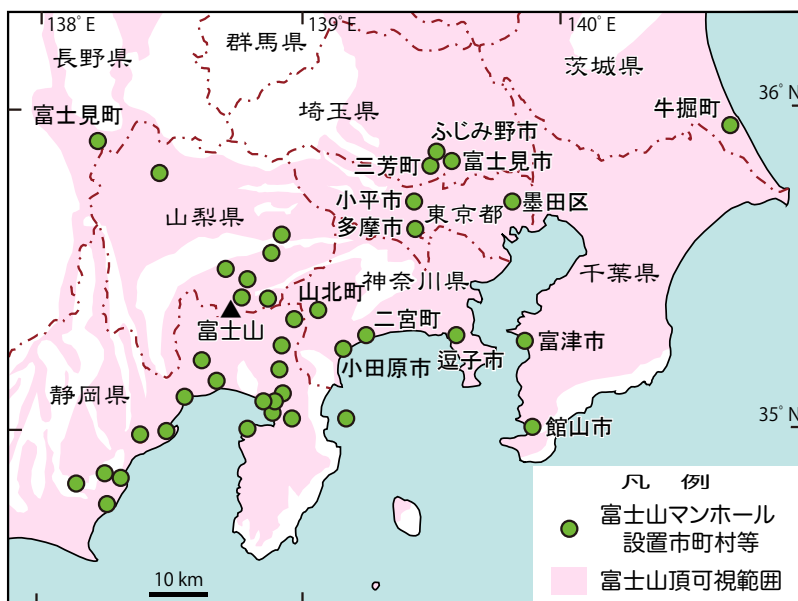 138°E
139°E
140°E
群馬県
長野県
茨城県
36°N
富士見町
埼玉県
牛堀町
ふじみ野市
三芳町
富士見市
小平市
墨田区
山梨県
多摩市
東京都
神奈川県
千葉県
山北町
富士山
二宮町
富津市
小田原市
逗子市
静岡県
35°N
館山市
凡 例
富士山マンホール
設置市町村等
富士山頂可視範囲
10 km